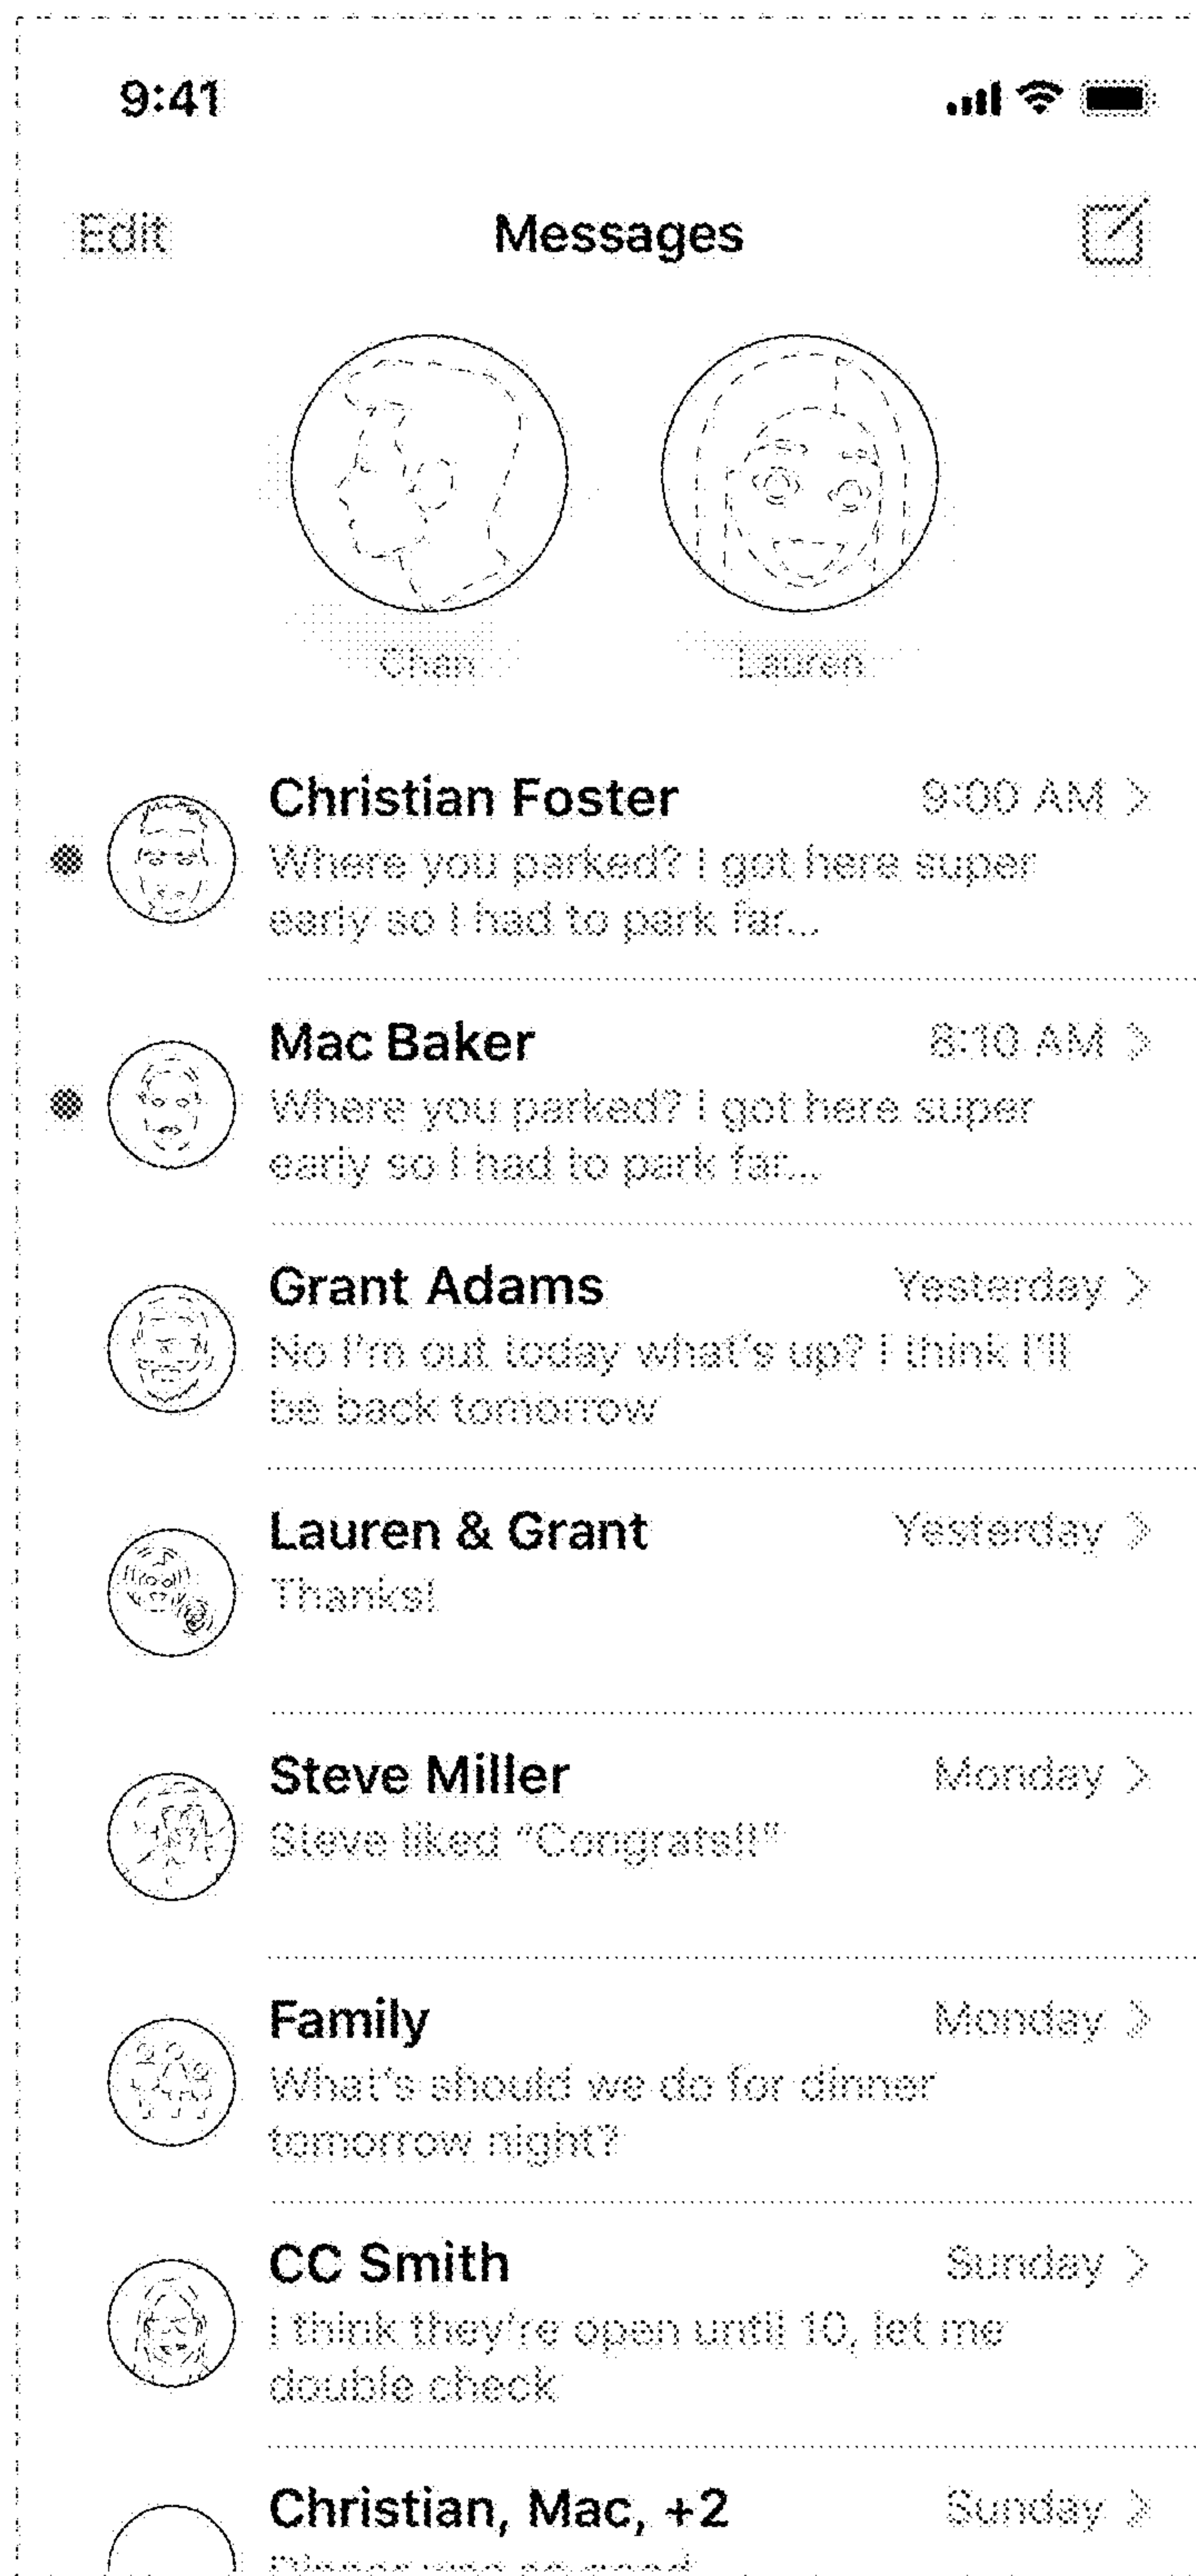 9:41
Edit Messages
Chan Lauren
Christian Foster 9:00 AM
Where you parked? I got here super
early so I had to park far...
Mac Baker 8:10 AM
Where you parked? I got here super
early so I had to park far...
Grant Adams Yesterday
No I'm out today what's up? I think I'll
be back tomorrow
Lauren & Grant Yesterday
Thanks!
Steve Miller Monday
Steve liked “Congrats!!”
Family Monday
What's should we do for dinner
tomorrow night?
CC Smith Sunday
I think they're open until 10, let me
double check
Christian, Mac, +2 Sunday